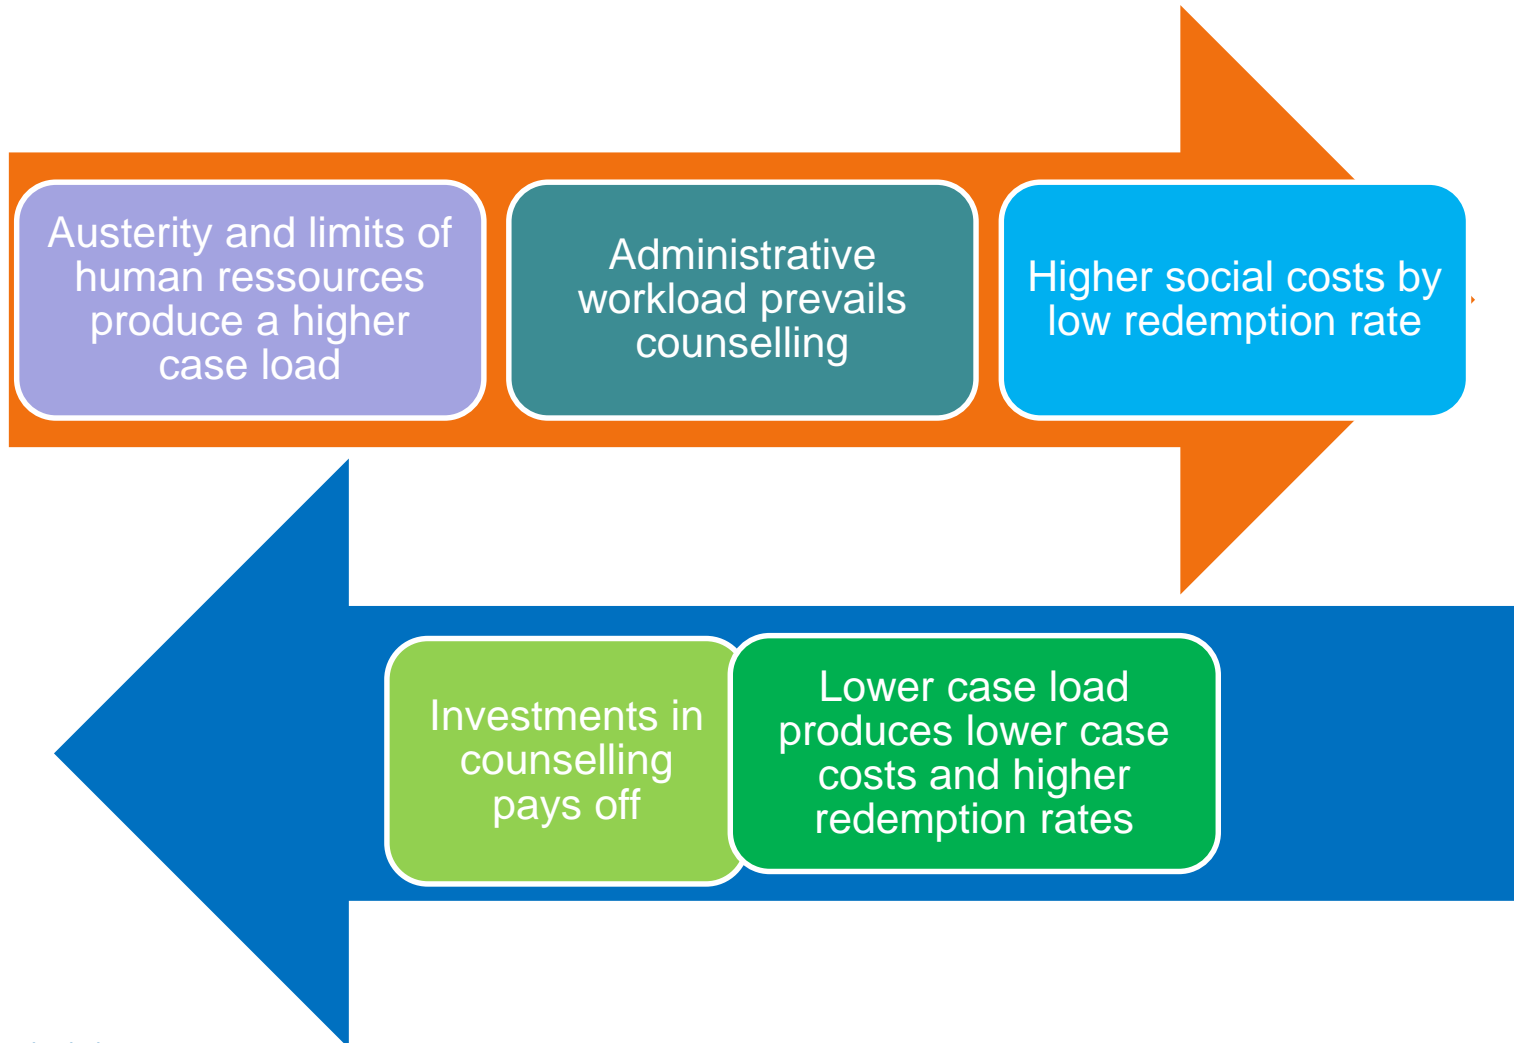 Austerity and limits of
human ressources
produce a higher
case load
Administrative
workload prevails
counselling
Higher social costs by
low redemption rate
Investments in
counselling
pays off
Lower case load
produces lower case
costs and higher
redemption rates